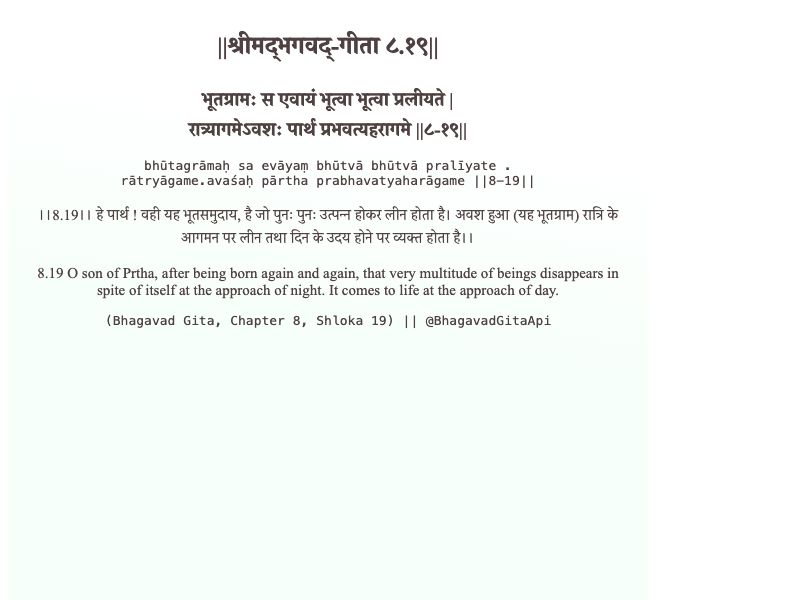 ||श्रीमद्‍भगवद्‍-गीता ८.१९||
भूतग्रामः स एवायं भूत्वा भूत्वा प्रलीयते |
रात्र्यागमेऽवशः पार्थ प्रभवत्यहरागमे ||८-१९||
bhūtagrāmaḥ sa evāyaṃ bhūtvā bhūtvā pralīyate .
rātryāgame.avaśaḥ pārtha prabhavatyaharāgame ||8-19||
।।8.19।। हे पार्थ ! वही यह भूतसमुदाय, है जो पुनः पुनः उत्पन्न होकर लीन होता है। अवश हुआ (यह भूतग्राम) रात्रि के
आगमन पर लीन तथा दिन के उदय होने पर व्यक्त होता है।।
8.19 O son of Prtha, after being born again and again, that very multitude of beings disappears in
spite of itself at the approach of night. It comes to life at the approach of day.
(Bhagavad Gita, Chapter 8, Shloka 19) || @BhagavadGitaApi